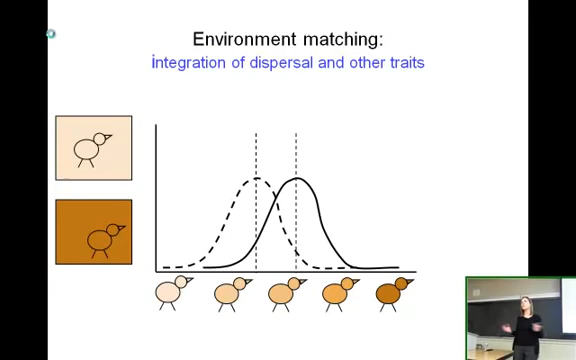 Environment matching:
integration of dispersal and other traits